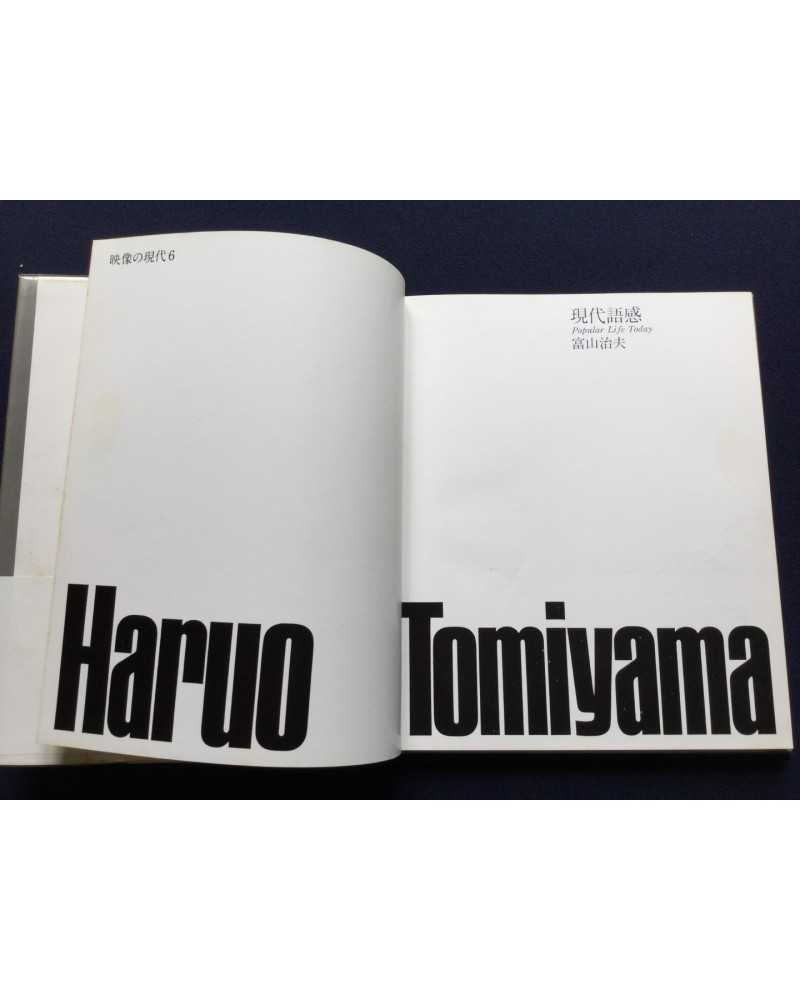 映像の現代6
現代語感
Popular Life Today
富山治夫
Haruo Tomiyama